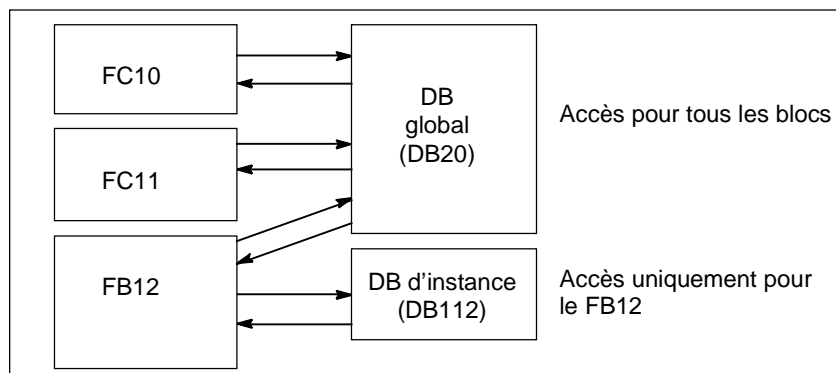 FC10
FC11
FB12
DB
global
(DB20)
Accès pour tous les blocs
DB d'instance
(DB112)
Accès uniquement pour
le FB12